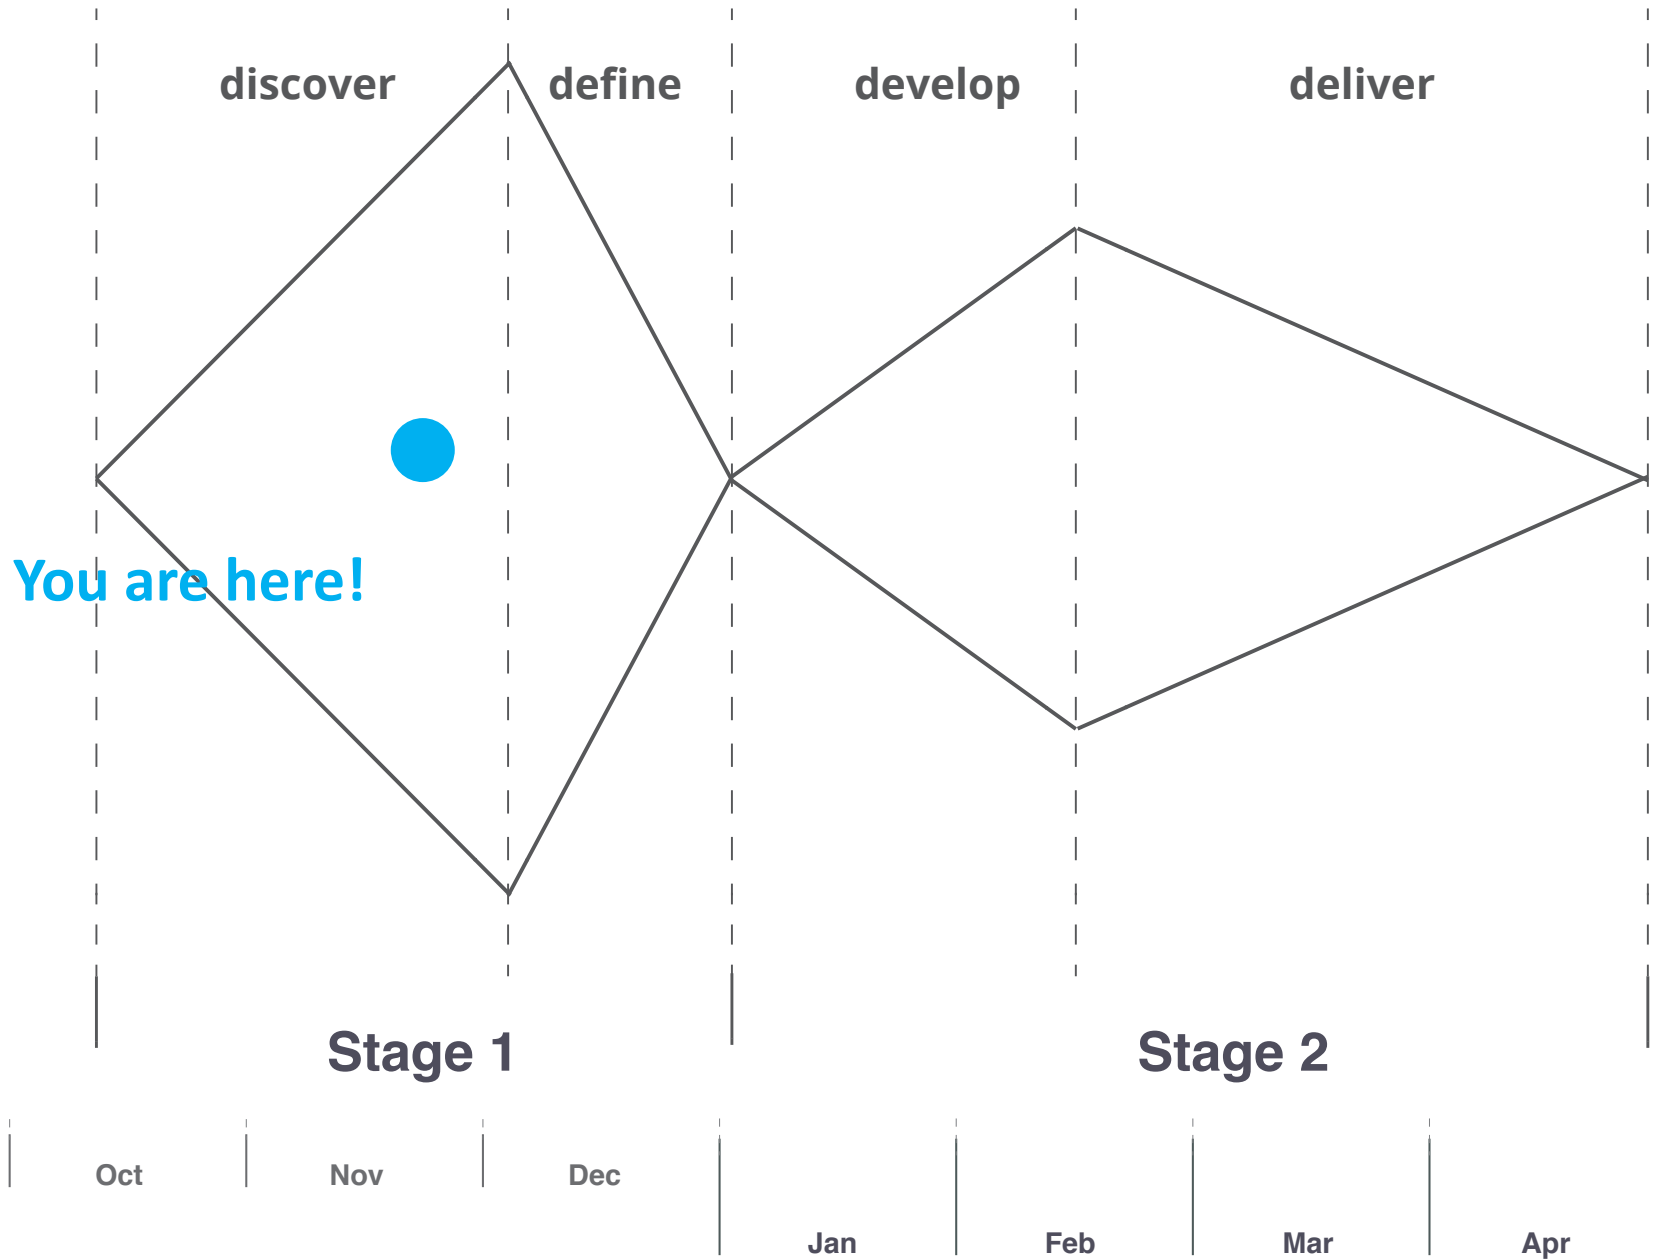 discover define develop deliver
You are here!
Stage 1 Stage 2
Oct Nov Dec
Jan Feb Mar Apr